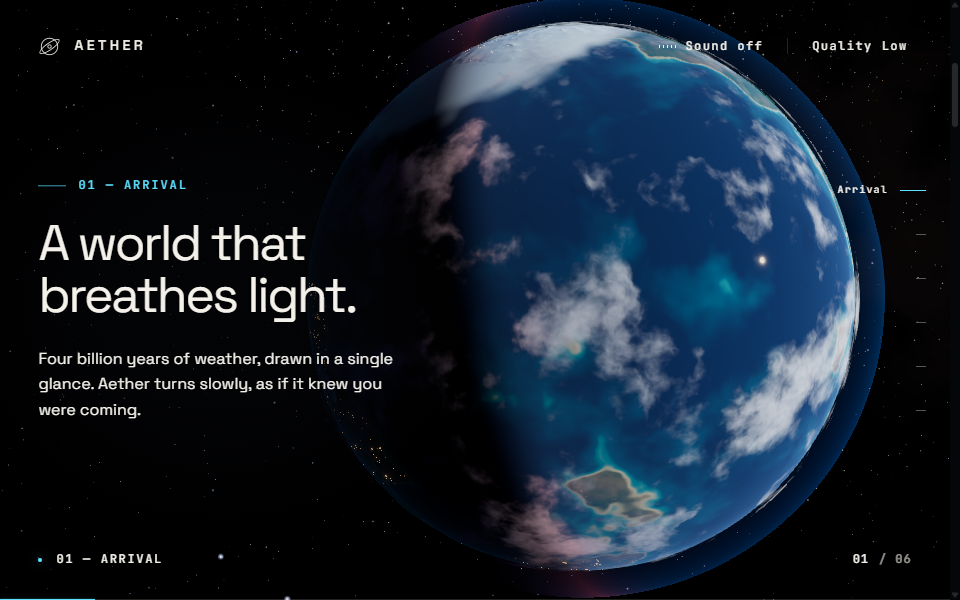 AETHER
Sound off
Quality Low
01 — ARRIVAL
Arrival
A world that
breathes light.
Four billion years of weather, drawn in a single
glance. Aether turns slowly, as if it knew you
were coming.
01 — ARRIVAL
01 / 06